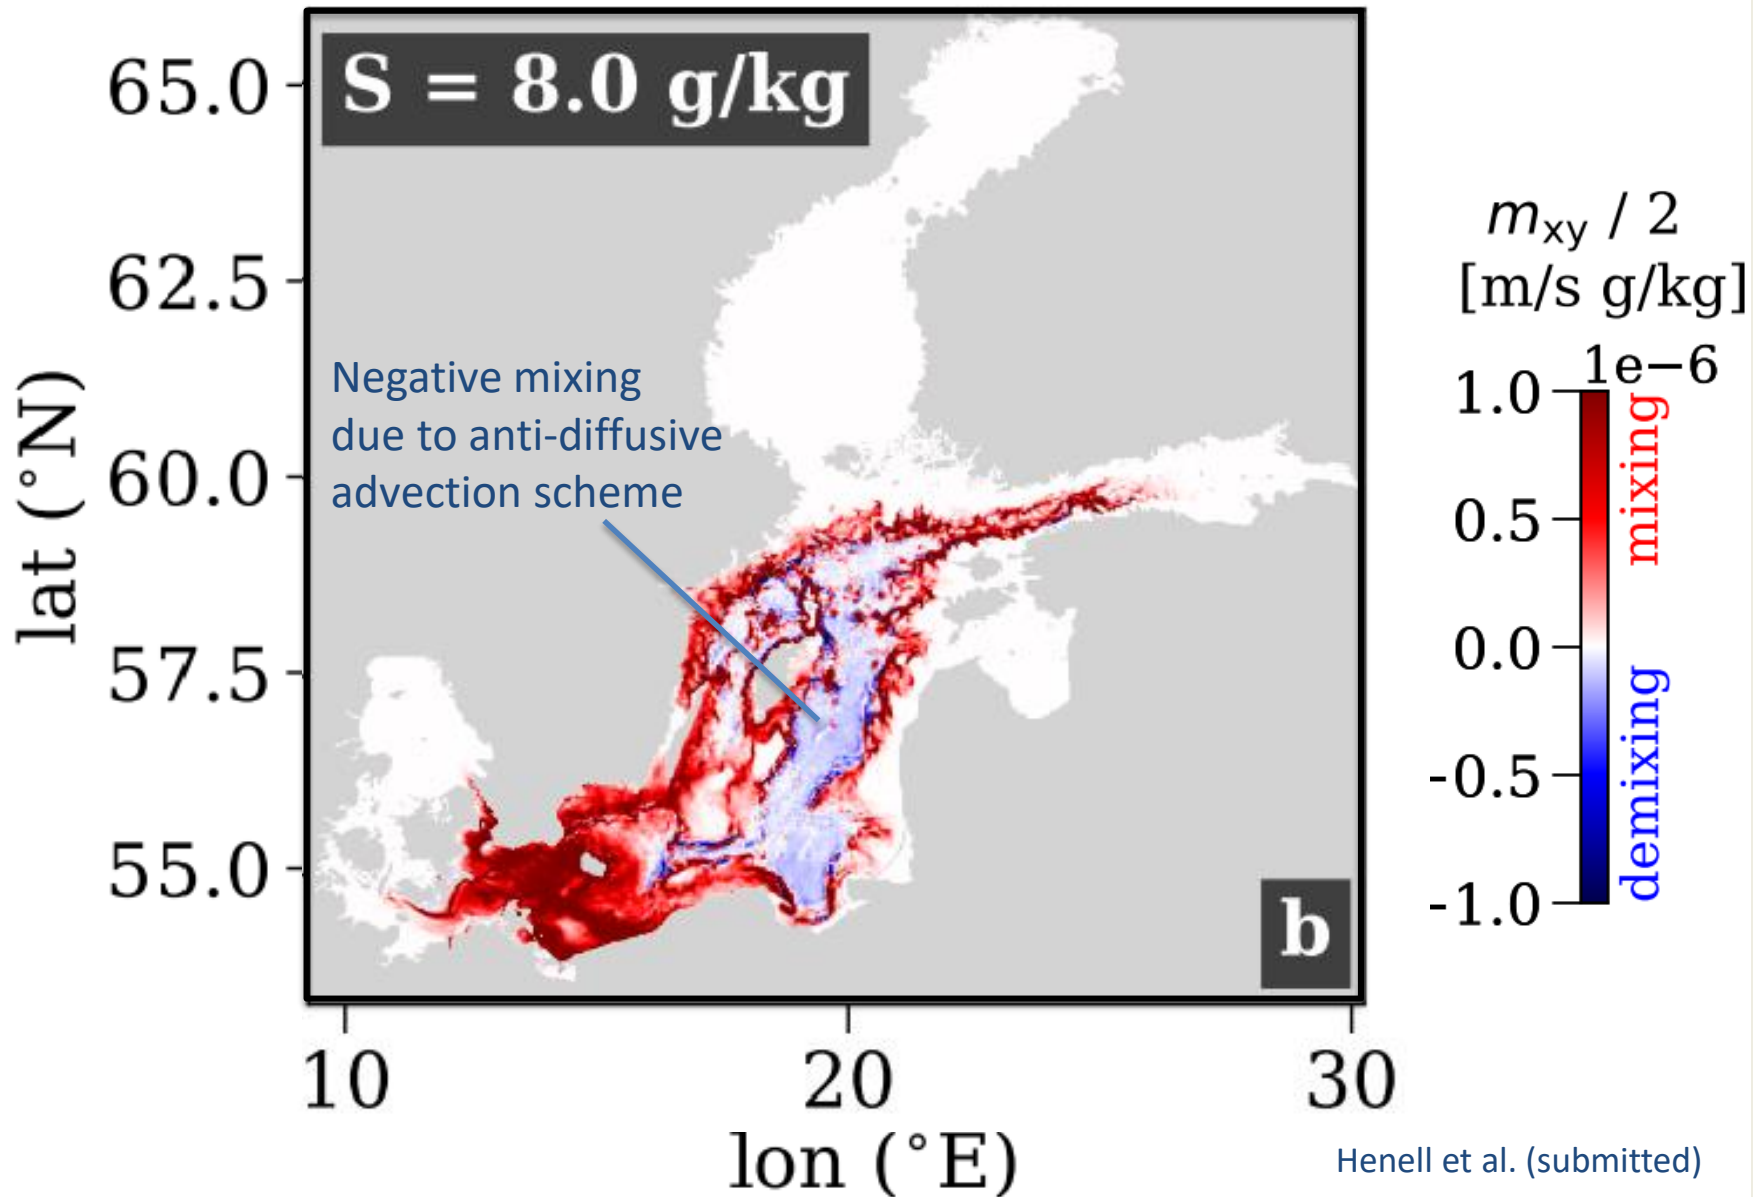 S = 8.0 g/kg
65.0
62.5
60.0
57.5
55.0
lat (°N)
Negative mixing
due to anti-diffusive
advection scheme
b
10
20
30
lon (°E)
m_xy / 2
[m/s g/kg]
1e−6
1.0
0.5
0.0
-0.5
-1.0
mixing
demixing
Henell et al. (submitted)